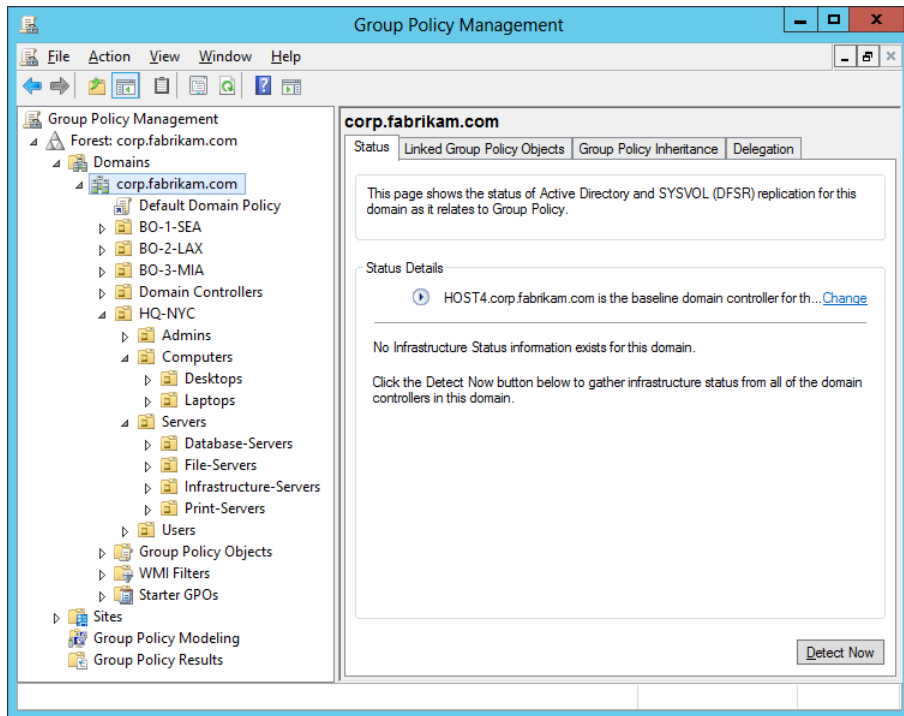 Group Policy Management
File Action View Window Help
Group Policy Management
Forest: corp.fabrikam.com
Domains
corp.fabrikam.com
Default Domain Policy
BO-1-SEA
BO-2-LAX
BO-3-MIA
Domain Controllers
HQ-NYC
Admins
Computers
Desktops
Laptops
Servers
Database-Servers
File-Servers
Infrastructure-Servers
Print-Servers
Users
Group Policy Objects
WMI Filters
Starter GPOs
Sites
Group Policy Modeling
Group Policy Results
corp.fabrikam.com
Status Linked Group Policy Objects Group Policy Inheritance Delegation
This page shows the status of Active Directory and SYSVOL (DFSR) replication for this
domain as it relates to Group Policy.
Status Details
HOST4.corp.fabrikam.com is the baseline domain controller for th...Change
No Infrastructure Status information exists for this domain.
Click the Detect Now button below to gather infrastructure status from all of the domain
controllers in this domain.
Detect Now